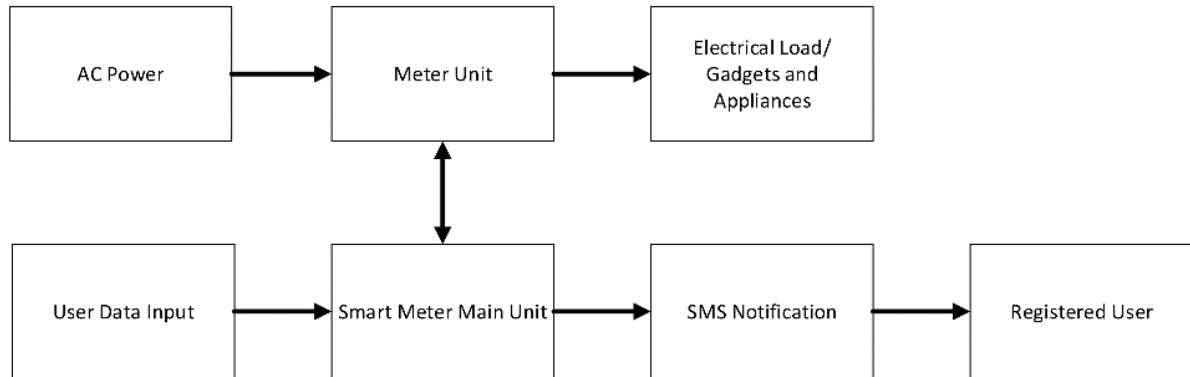 AC Power
Meter Unit
Electrical Load/
Gadgets and
Appliances
User Data Input
Smart Meter Main Unit
SMS Notification
Registered User